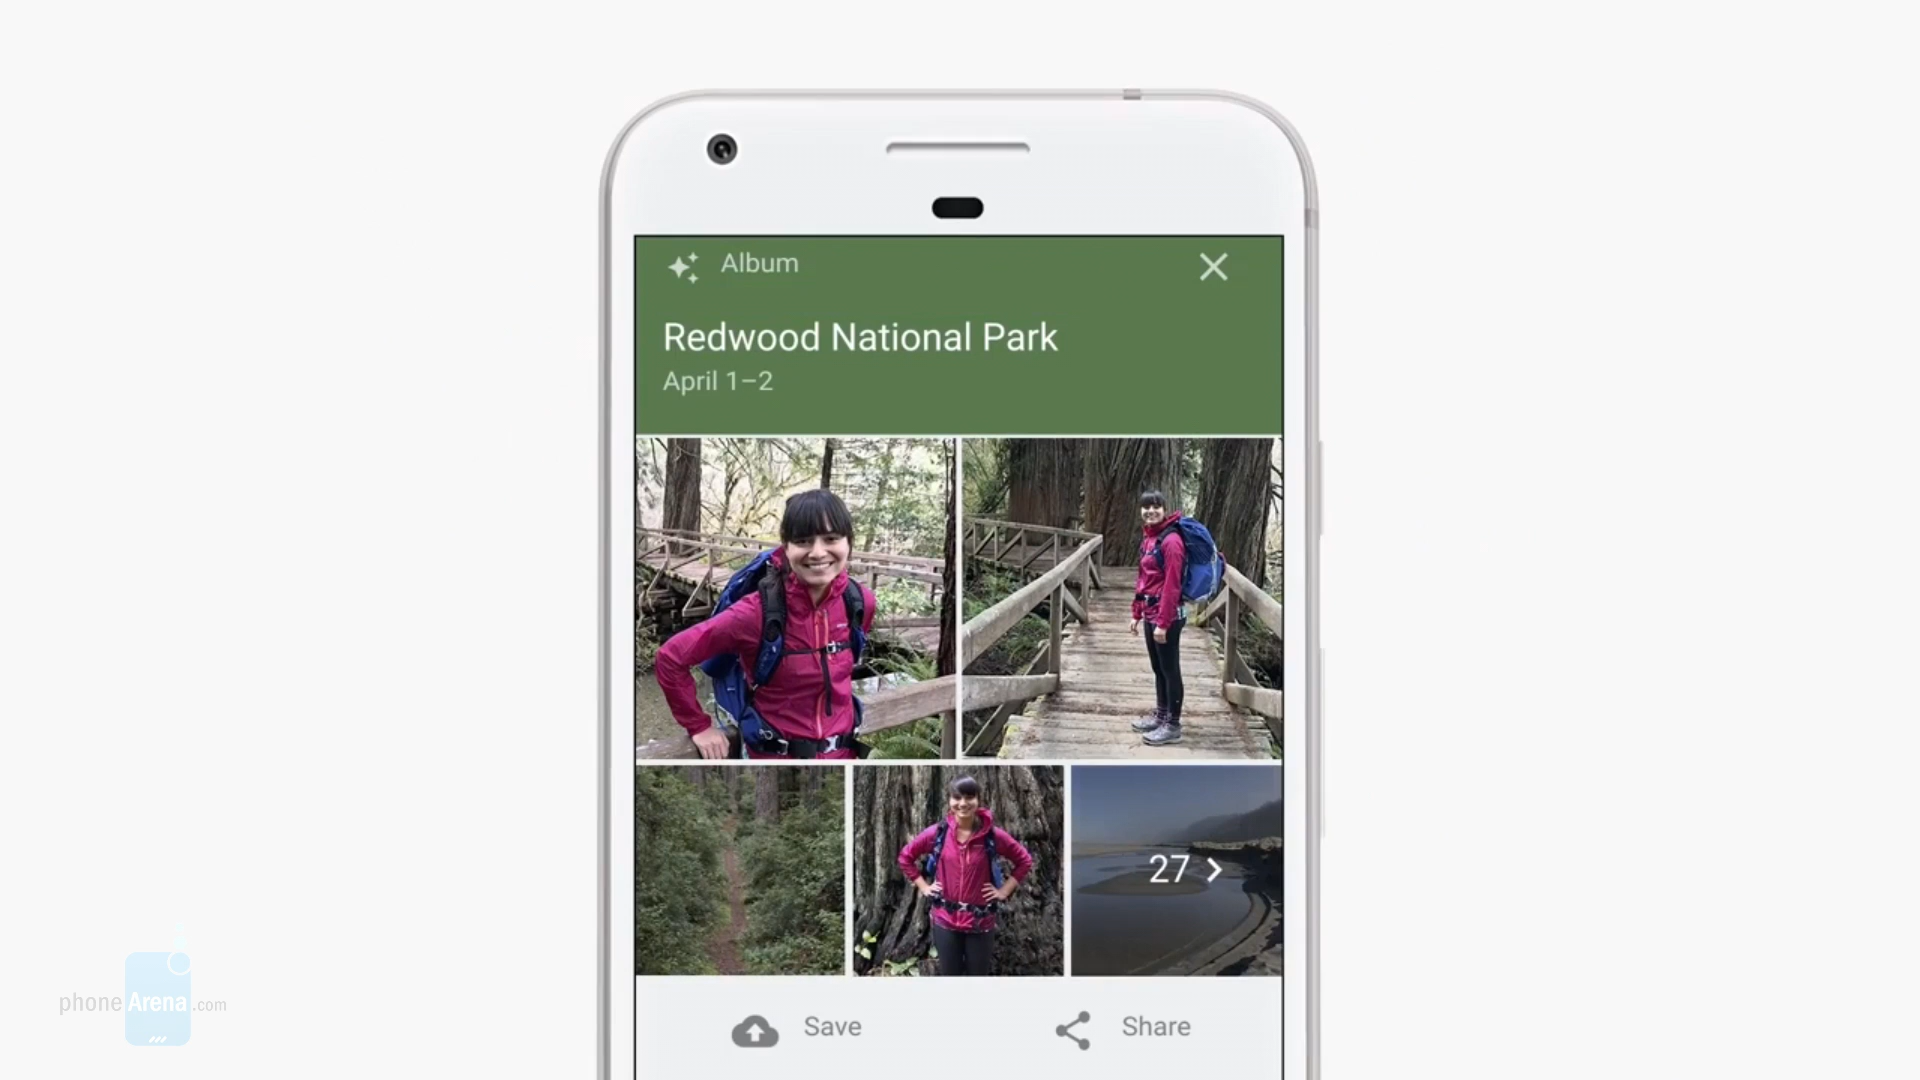 Album
Redwood National Park
April 1–2
27
Save
Share
phoneArena.com